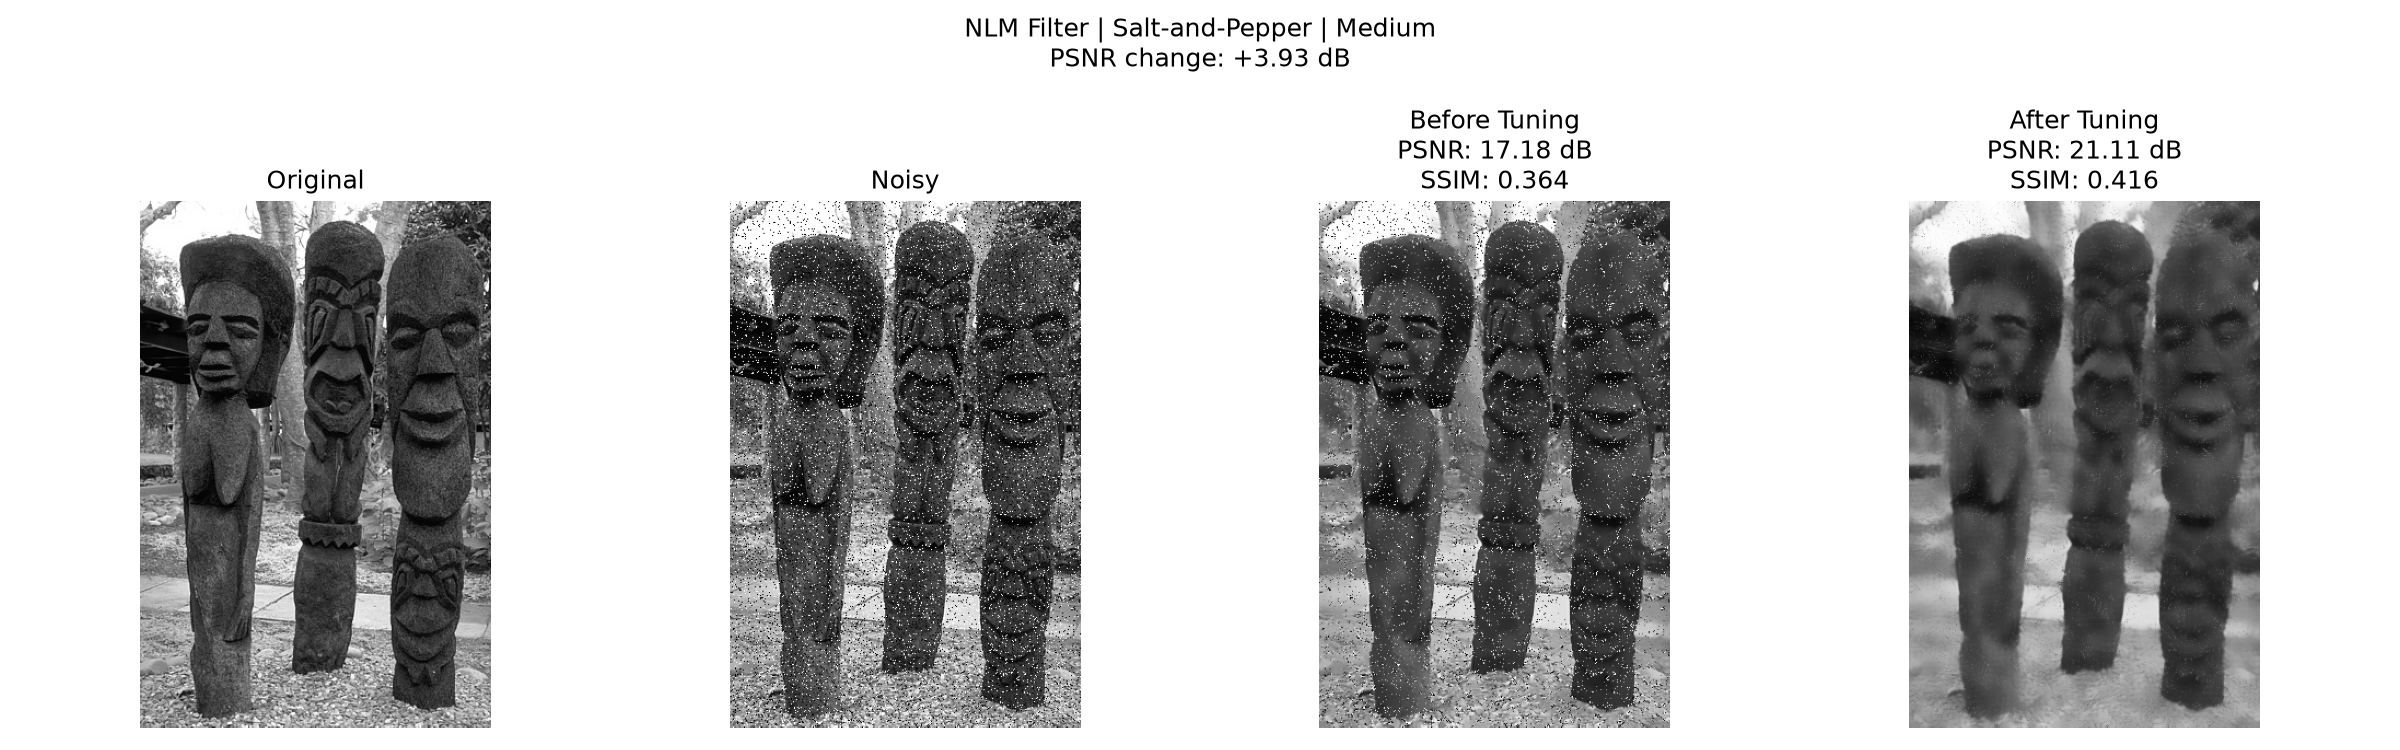 NLM Filter | Salt-and-Pepper | Medium
PSNR change: +3.93 dB
Original
Noisy
Before Tuning
PSNR: 17.18 dB
SSIM: 0.364
After Tuning
PSNR: 21.11 dB
SSIM: 0.416